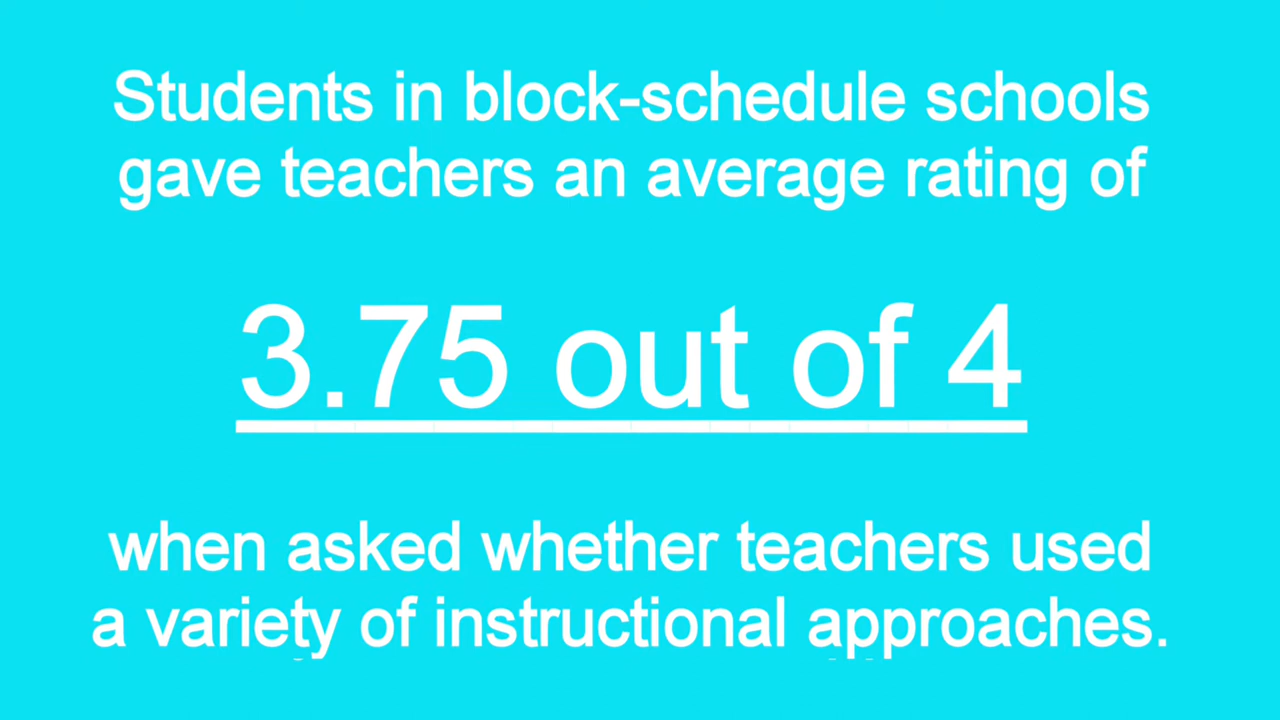 Students in block-schedule schools
gave teachers an average rating of
3.75 out of 4
when asked whether teachers used
a variety of instructional approaches.